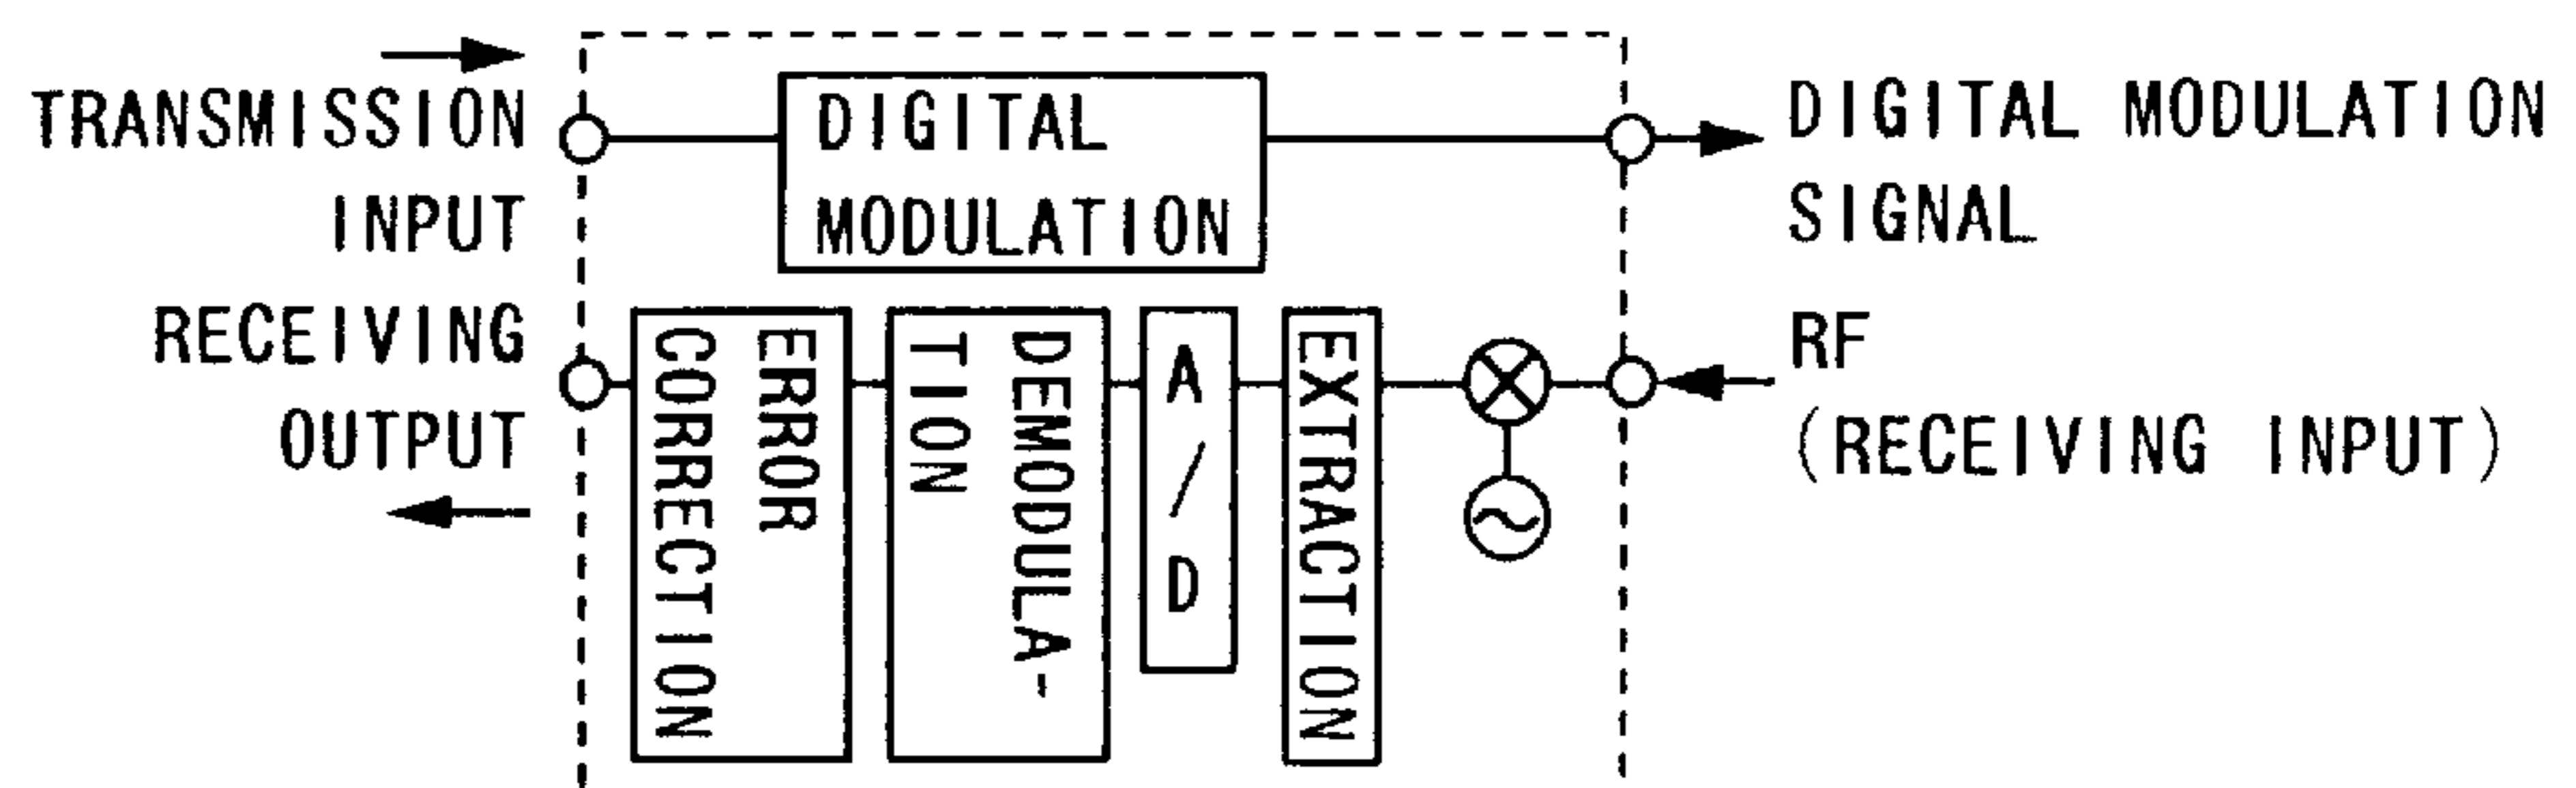 TRANSMISSION
INPUT
DIGITAL
MODULATION
DIGITAL MODULATION
SIGNAL
RECEIVING
OUTPUT
ERROR
CORRECTION
DEMODULA-
TION
A/D
EXTRACTION
RF
(RECEIVING INPUT)